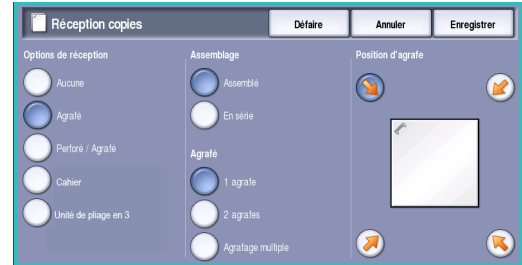 Réception copies
Défaire
Annuler
Enregistrer
Options de réception
Aucune
Agrafé
Perforé / Agrafé
Cahier
Unité de pliage en 3
Assemblage
Assemblé
En série
Agrafé
1 agrafe
2 agrafes
Agrafage multiple
Position d'agrafe